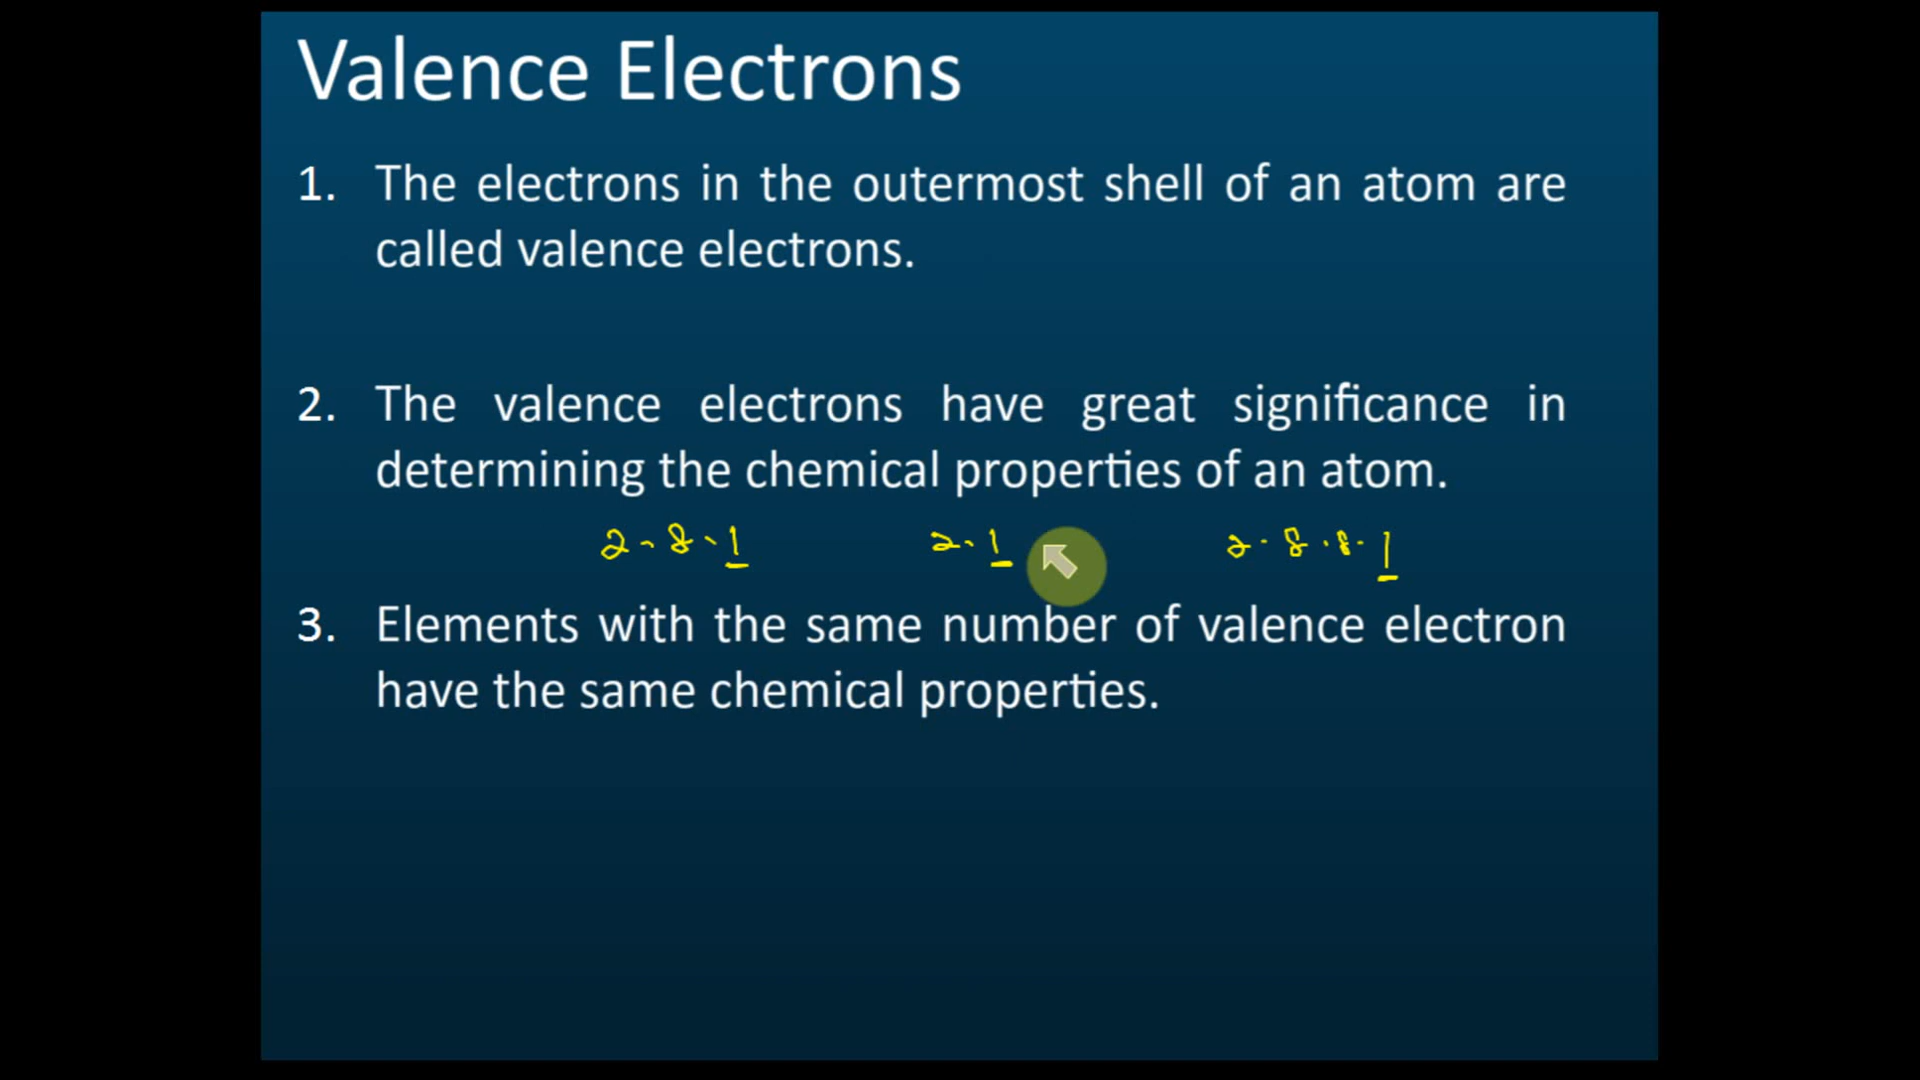 Valence Electrons
1. The electrons in the outermost shell of an atom are
called valence electrons.
2. The valence electrons have great significance in
determining the chemical properties of an atom.
2.8.1 2.1 2.8.8.1
3. Elements with the same number of valence electron
have the same chemical properties.